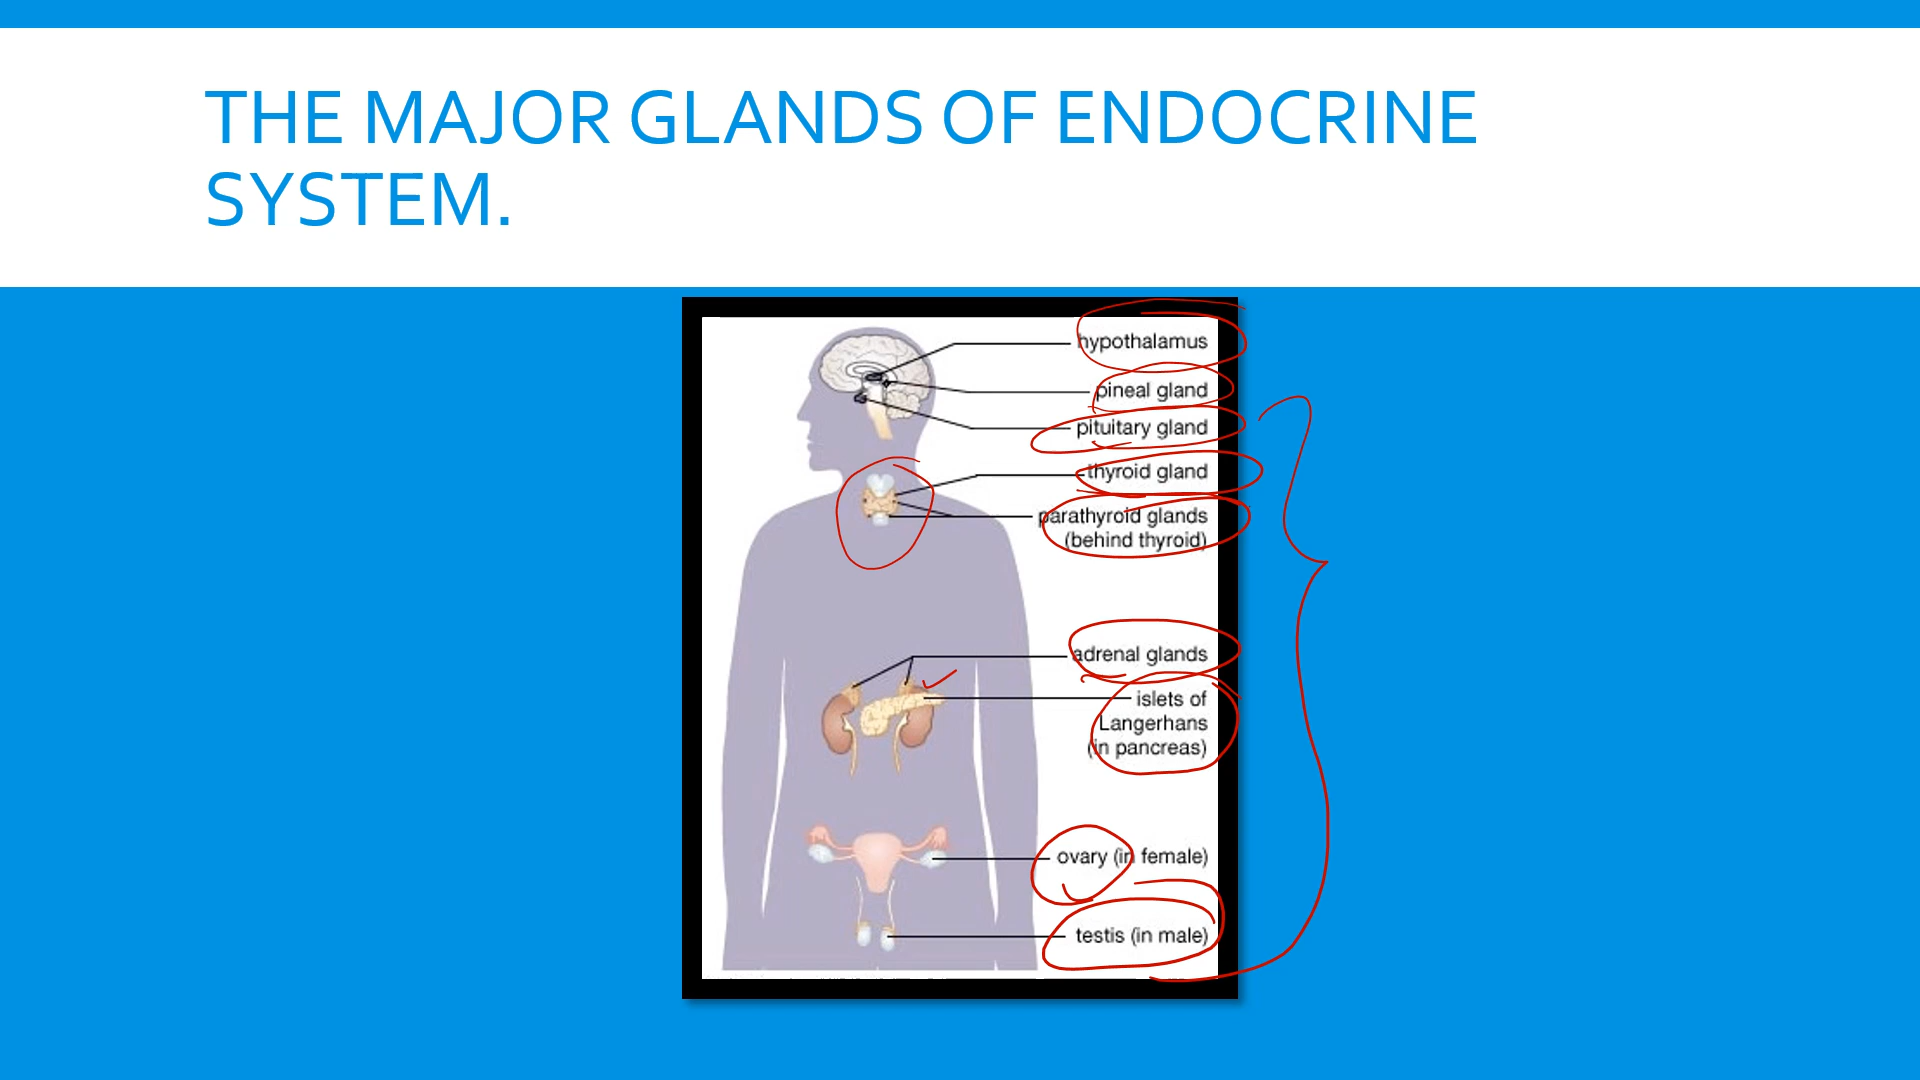 THE MAJOR GLANDS OF ENDOCRINE
SYSTEM.
hypothalamus
pineal gland
pituitary gland
thyroid gland
parathyroid glands
(behind thyroid)
adrenal glands
islets of
Langerhans
(in pancreas)
ovary (in female)
testis (in male)